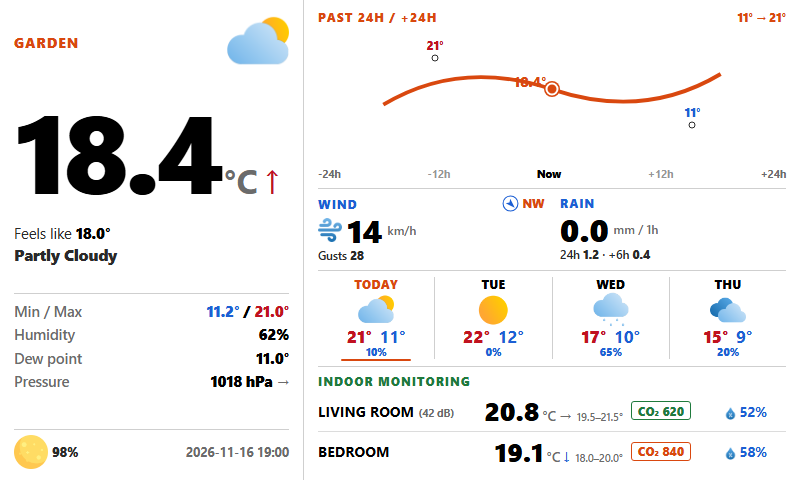 GARDEN
18.4 °C ↑
Feels like 18.0°
Partly Cloudy
Min / Max 11.2° / 21.0°
Humidity 62%
Dew point 11.0°
Pressure 1018 hPa →
98% 2026-11-16 19:00
PAST 24H / +24H 11° → 21°
21°
18.4°
11°
-24h -12h Now +12h +24h
WIND NW
14 km/h
Gusts 28
RAIN
0.0 mm / 1h
24h 1.2 · +6h 0.4
TODAY
21° 11°
10%
TUE
22° 12°
0%
WED
17° 10°
65%
THU
15° 9°
20%
INDOOR MONITORING
LIVING ROOM (42 dB) 20.8 °C → 19.5–21.5° CO₂ 620 52%
BEDROOM 19.1 °C ↓ 18.0–20.0° CO₂ 840 58%